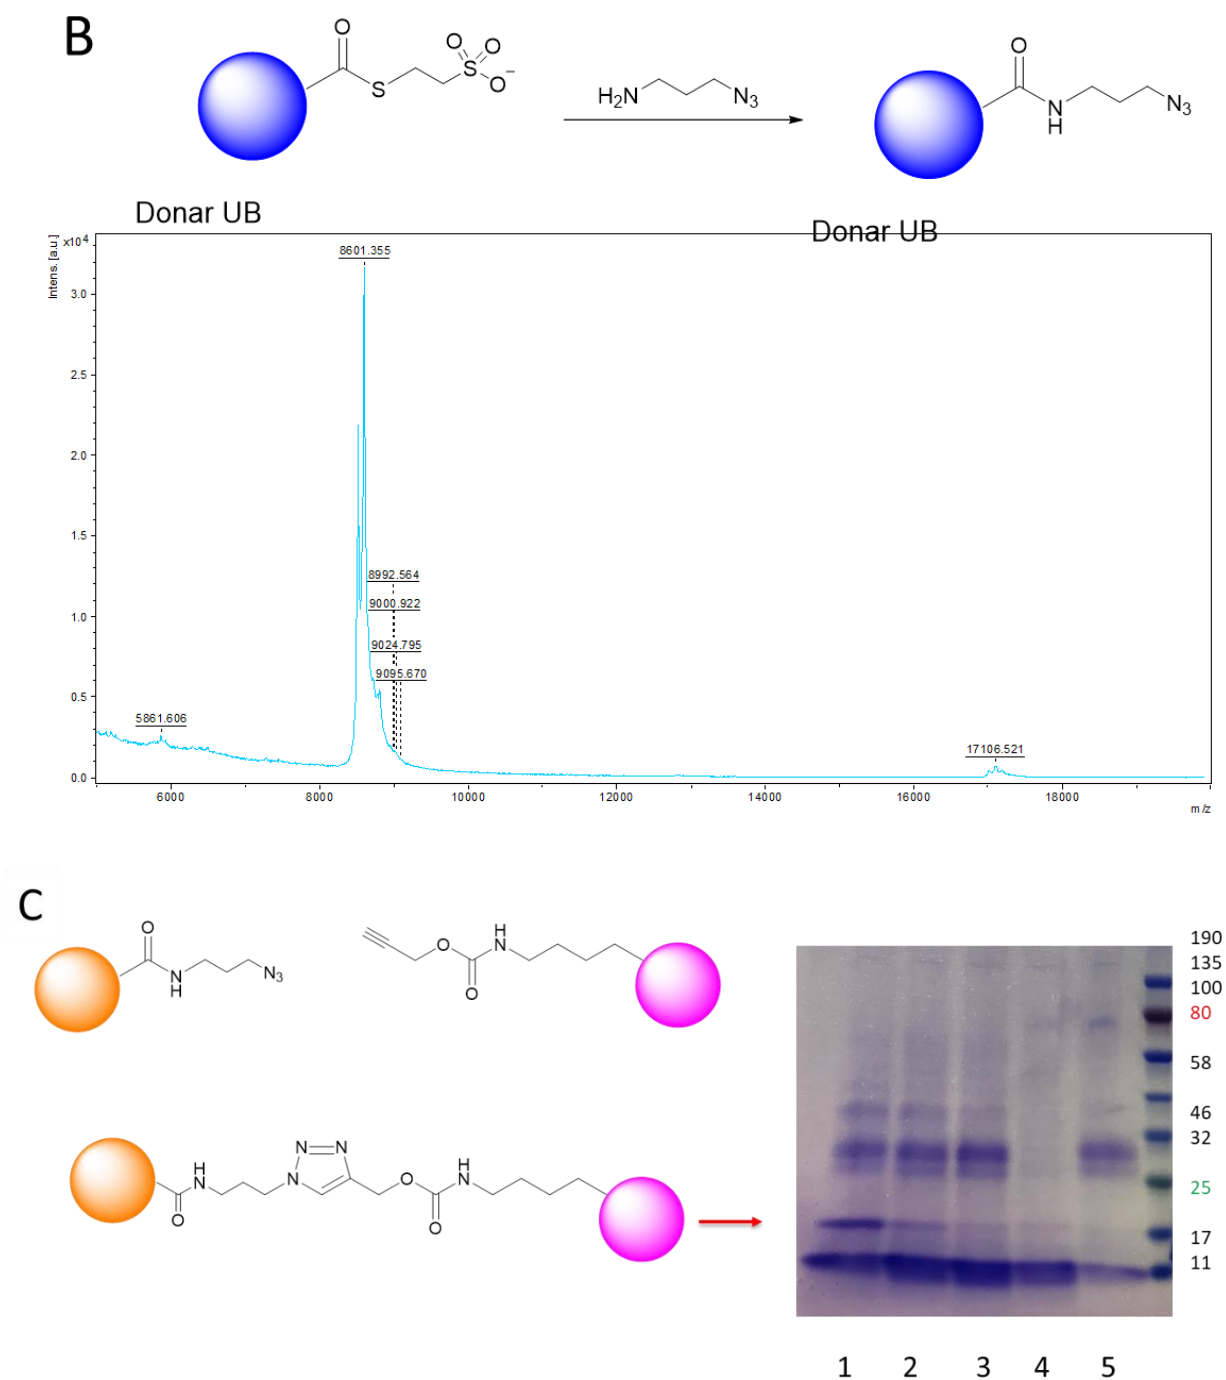 B
O
O
O
S
S
O⁻
H₂N
N₃
O
N
H
N₃
Donar UB
Donar UB
Intens. [a.u.]
x10⁴
8601.355
3.0
2.5
2.0
1.5
1.0
0.5
0.0
8992.564
9000.922
9024.795
9095.670
5861.606
17106.521
6000
8000
10000
12000
14000
16000
18000
m/z
C
O
N
H
N₃
O
H
N
O
190
135
100
80
58
46
32
25
17
11
H
N
O
N
N
N
O
O
H
N
1 2 3 4 5